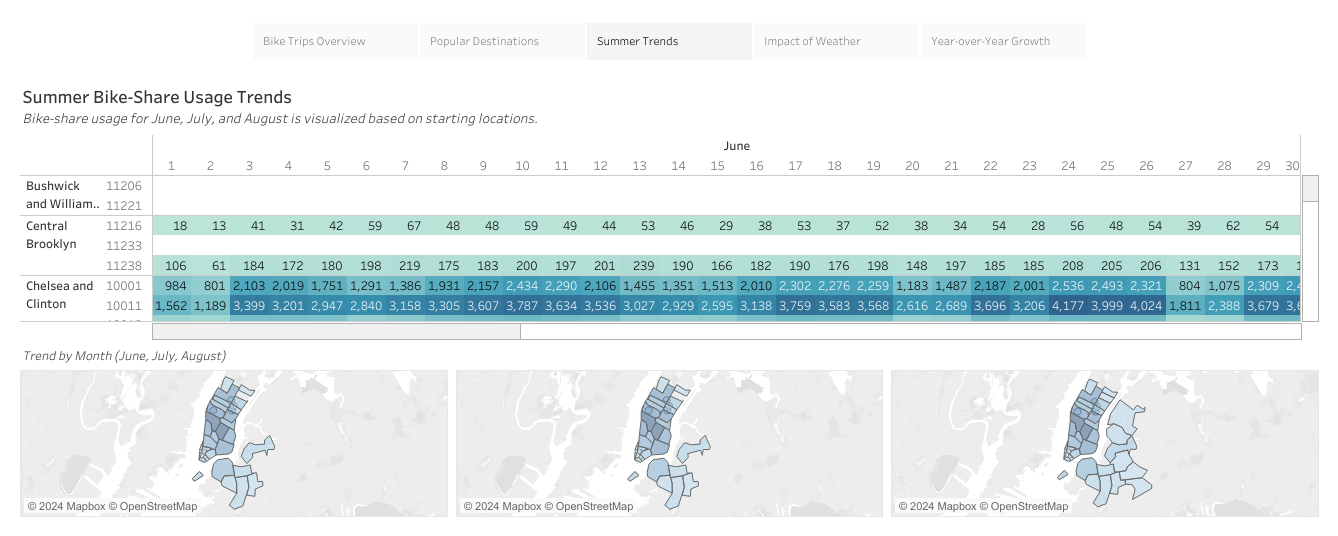 Bike Trips Overview Popular Destinations Summer Trends Impact of Weather Year-over-Year Growth
Summer Bike-Share Usage Trends
Bike-share usage for June, July, and August is visualized based on starting locations.
June
1 2 3 4 5 6 7 8 9 10 11 12 13 14 15 16 17 18 19 20 21 22 23 24 25 26 27 28 29 30
Bushwick 11206
and William.. 11221
Central 11216 18 13 41 31 42 59 67 48 48 59 49 44 53 46 29 38 53 37 52 38 34 54 28 56 48 54 39 62 54
Brooklyn 11233
11238 106 61 184 172 180 198 219 175 183 200 197 201 239 190 166 182 190 176 198 148 191 185 185 208 205 206 131 152 173
Chelsea and 10001 984 801 2,103 2,019 1,751 1,291 1,386 1,931 2,157 2,434 2,290 2,106 1,455 1,351 1,513 2,010 2,302 2,276 2,259 1,183 1,487 2,187 2,001 2,536 2,493 2,321 804 1,075 2,309
Clinton 10011 1,562 1,189 3,399 3,201 2,947 2,840 3,158 3,305 3,607 3,787 3,634 3,536 3,027 2,929 2,595 3,138 3,759 3,583 3,568 2,616 2,689 3,696 3,206 4,177 3,999 4,024 1,811 2,388 3,679
Trend by Month (June, July, August)
© 2024 Mapbox © OpenStreetMap © 2024 Mapbox © OpenStreetMap © 2024 Mapbox © OpenStreetMap